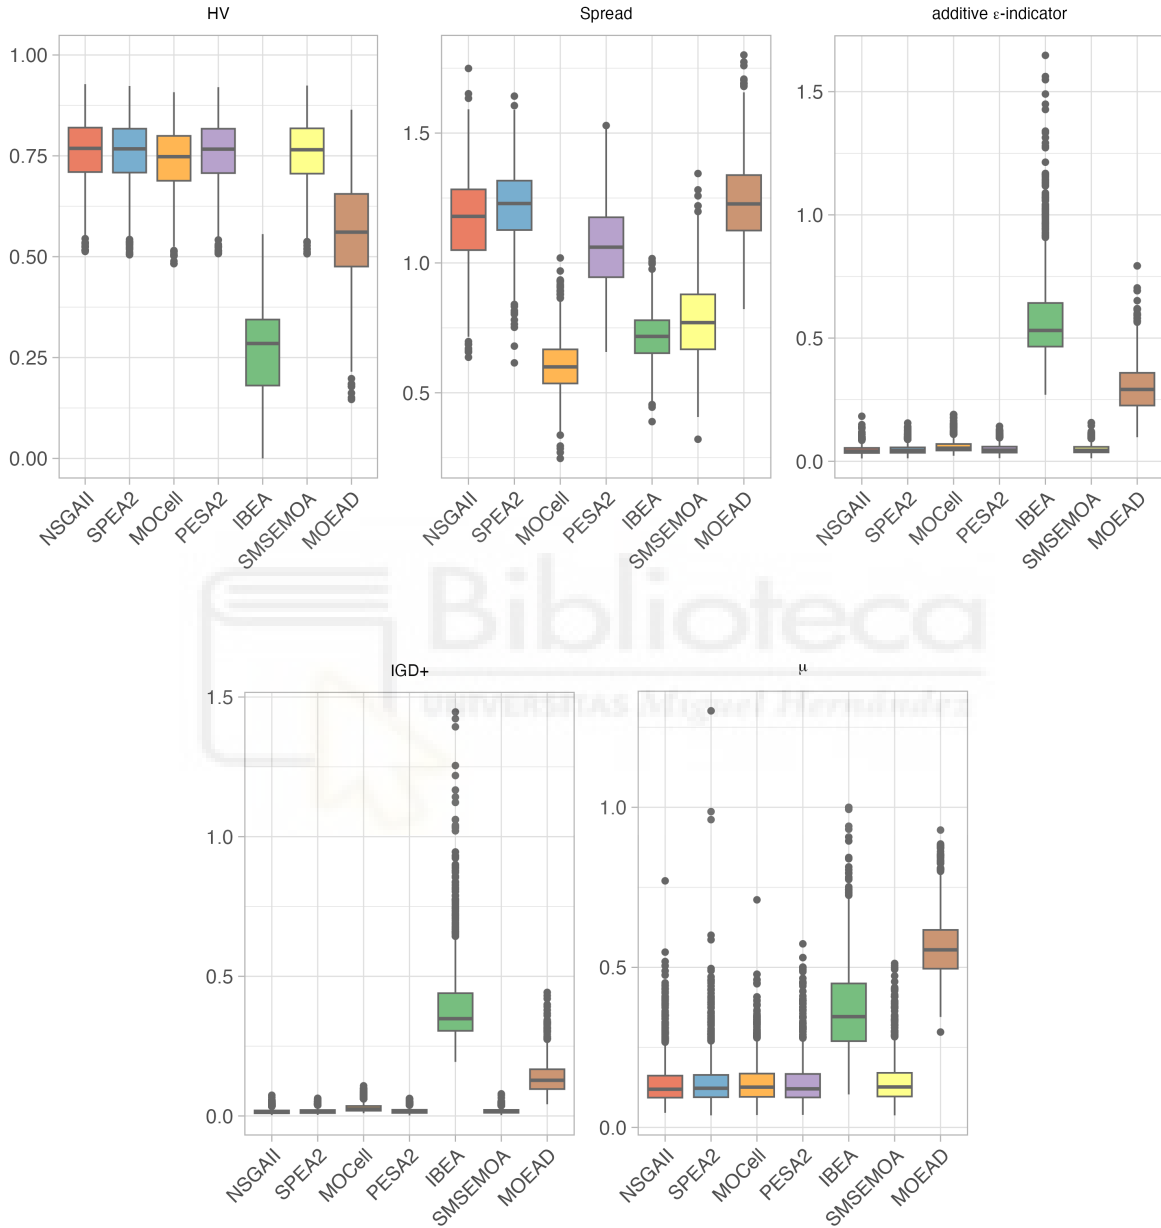 HV
Spread
additive ε-indicator
1.00
0.75
0.50
0.25
0.00
NSGAII
SPEA2
MOCell
PESA2
IBEA
SMSEMOA
MOEAD
1.5
1.0
0.5
NSGAII
SPEA2
MOCell
PESA2
IBEA
SMSEMOA
MOEAD
1.5
1.0
0.5
0.0
NSGAII
SPEA2
MOCell
PESA2
IBEA
SMSEMOA
MOEAD
Biblioteca
UNIVERSITAS Miguel Hernández
IGD+
μ
1.5
1.0
0.5
0.0
NSGAII
SPEA2
MOCell
PESA2
IBEA
SMSEMOA
MOEAD
1.0
0.5
0.0
NSGAII
SPEA2
MOCell
PESA2
IBEA
SMSEMOA
MOEAD